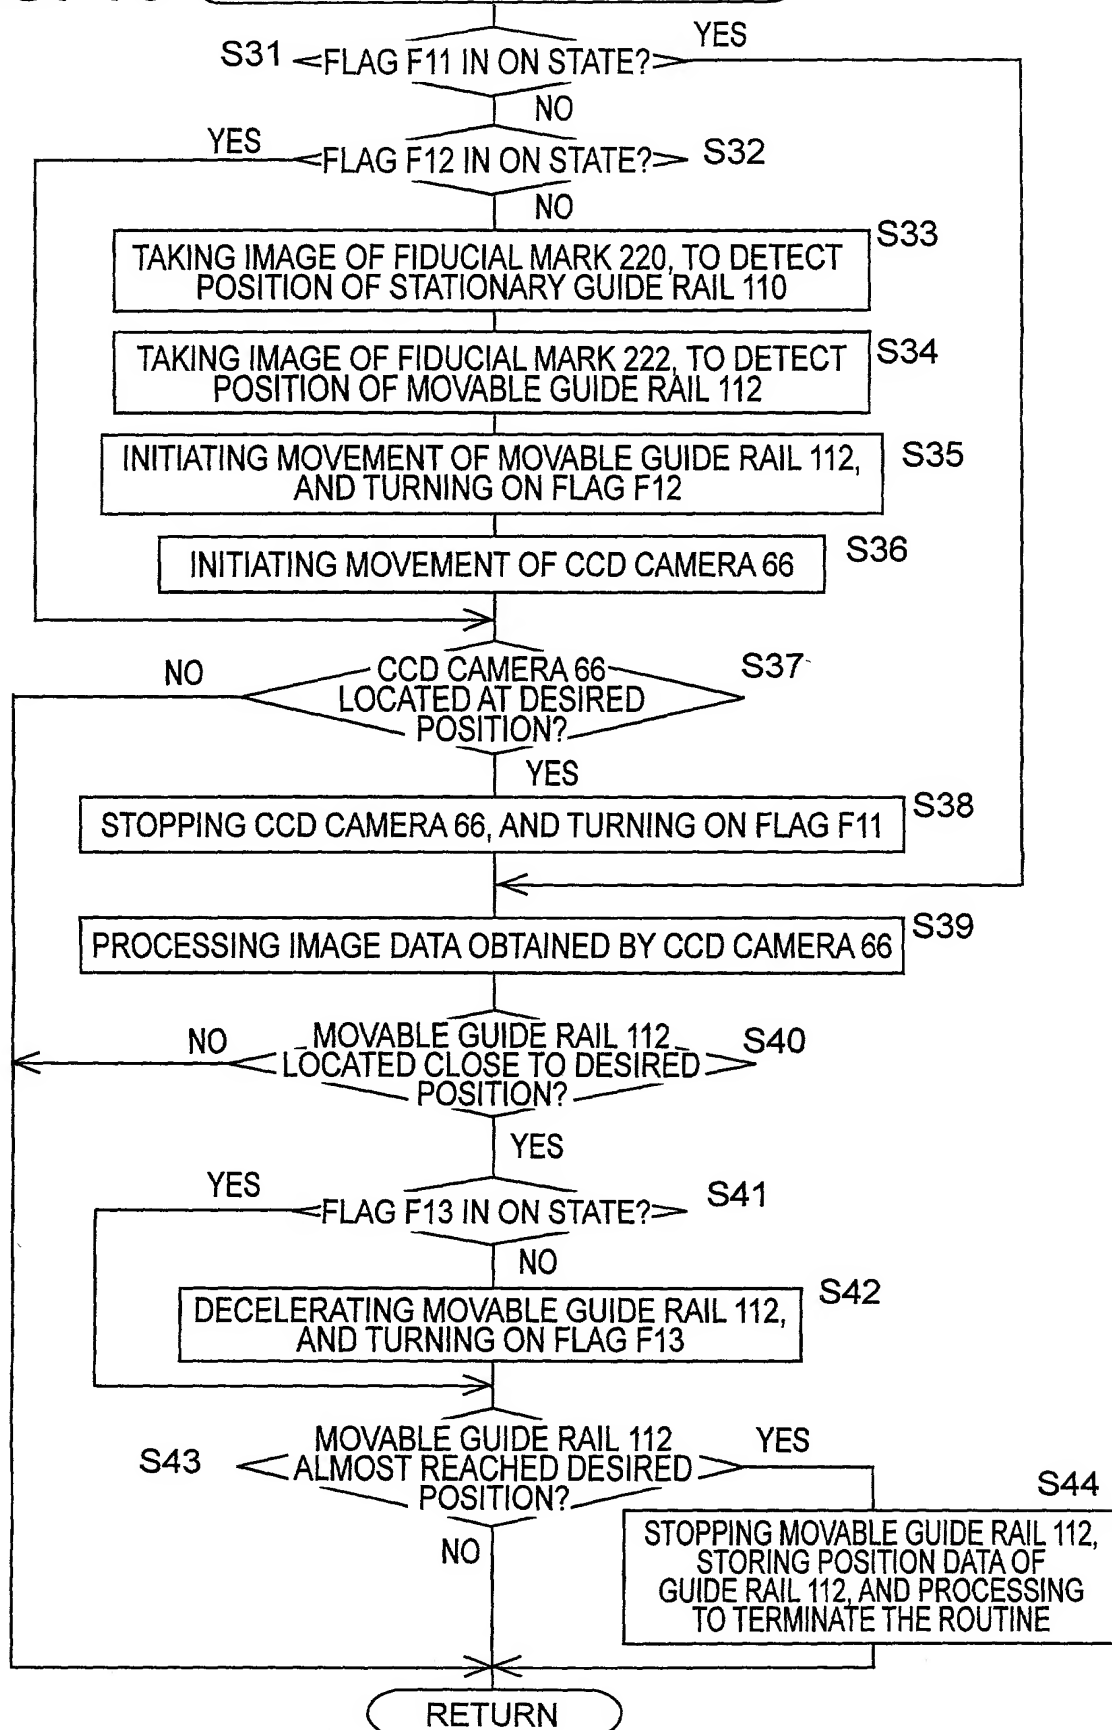 YES
S31
FLAG F11 IN ON STATE?
NO
YES
FLAG F12 IN ON STATE?
S32
NO
S33
TAKING IMAGE OF FIDUCIAL MARK 220, TO DETECT
POSITION OF STATIONARY GUIDE RAIL 110
S34
TAKING IMAGE OF FIDUCIAL MARK 222, TO DETECT
POSITION OF MOVABLE GUIDE RAIL 112
S35
INITIATING MOVEMENT OF MOVABLE GUIDE RAIL 112,
AND TURNING ON FLAG F12
S36
INITIATING MOVEMENT OF CCD CAMERA 66
NO
S37
CCD CAMERA 66
LOCATED AT DESIRED
POSITION?
YES
S38
STOPPING CCD CAMERA 66, AND TURNING ON FLAG F11
S39
PROCESSING IMAGE DATA OBTAINED BY CCD CAMERA 66
NO
S40
MOVABLE GUIDE RAIL 112
LOCATED CLOSE TO DESIRED
POSITION?
YES
YES
S41
FLAG F13 IN ON STATE?
NO
S42
DECELERATING MOVABLE GUIDE RAIL 112,
AND TURNING ON FLAG F13
S43
MOVABLE GUIDE RAIL 112
ALMOST REACHED DESIRED
POSITION?
YES
NO
S44
STOPPING MOVABLE GUIDE RAIL 112,
STORING POSITION DATA OF
GUIDE RAIL 112, AND PROCESSING
TO TERMINATE THE ROUTINE
RETURN